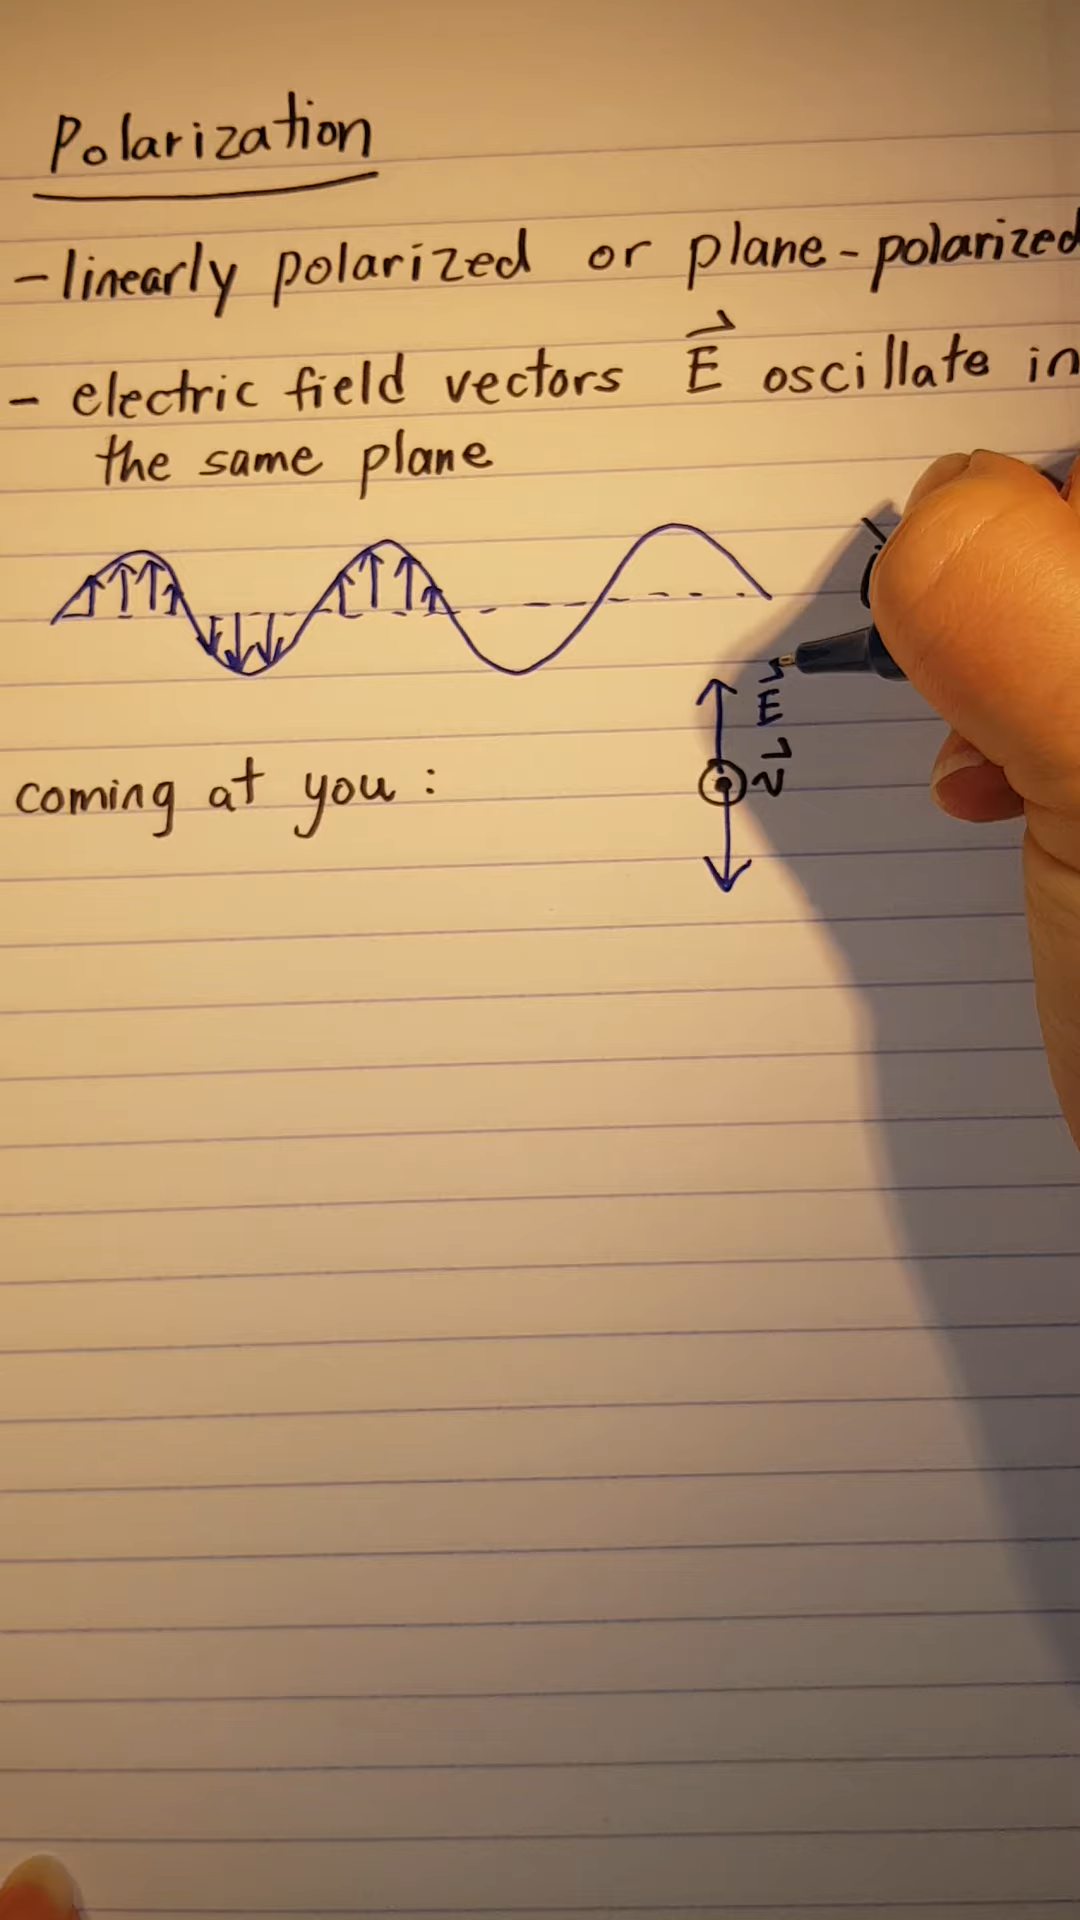 Polarization
- linearly polarized or plane-polarized
- electric field vectors E⃗ oscillate in
the same plane
E⃗
coming at you : v⃗